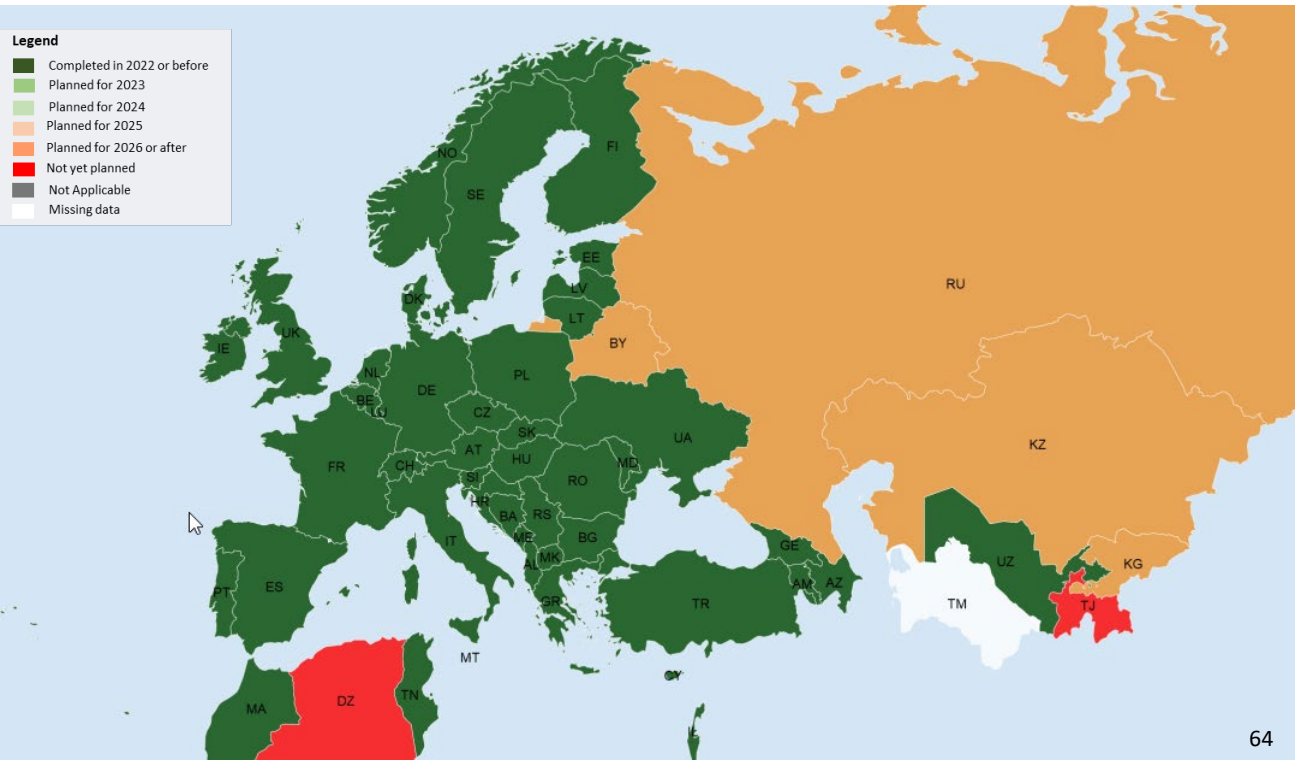 Legend
Completed in 2022 or before
Planned for 2023
Planned for 2024
Planned for 2025
Planned for 2026 or after
Not yet planned
Not Applicable
Missing data
NO
FI
SE
RU
EE
LV
DK
LT
UK
BY
IE
NL
PL
DE
BE
LU
CZ
SK
UA
KZ
AT
HU
MD
FR
CH
RO
SI
HR
BA
RS
ME
BG
IT
GE
MK
AL
UZ
KG
ES
PT
AM
AZ
GR
TR
TM
TJ
MT
CY
MA
DZ
TN
IL
64